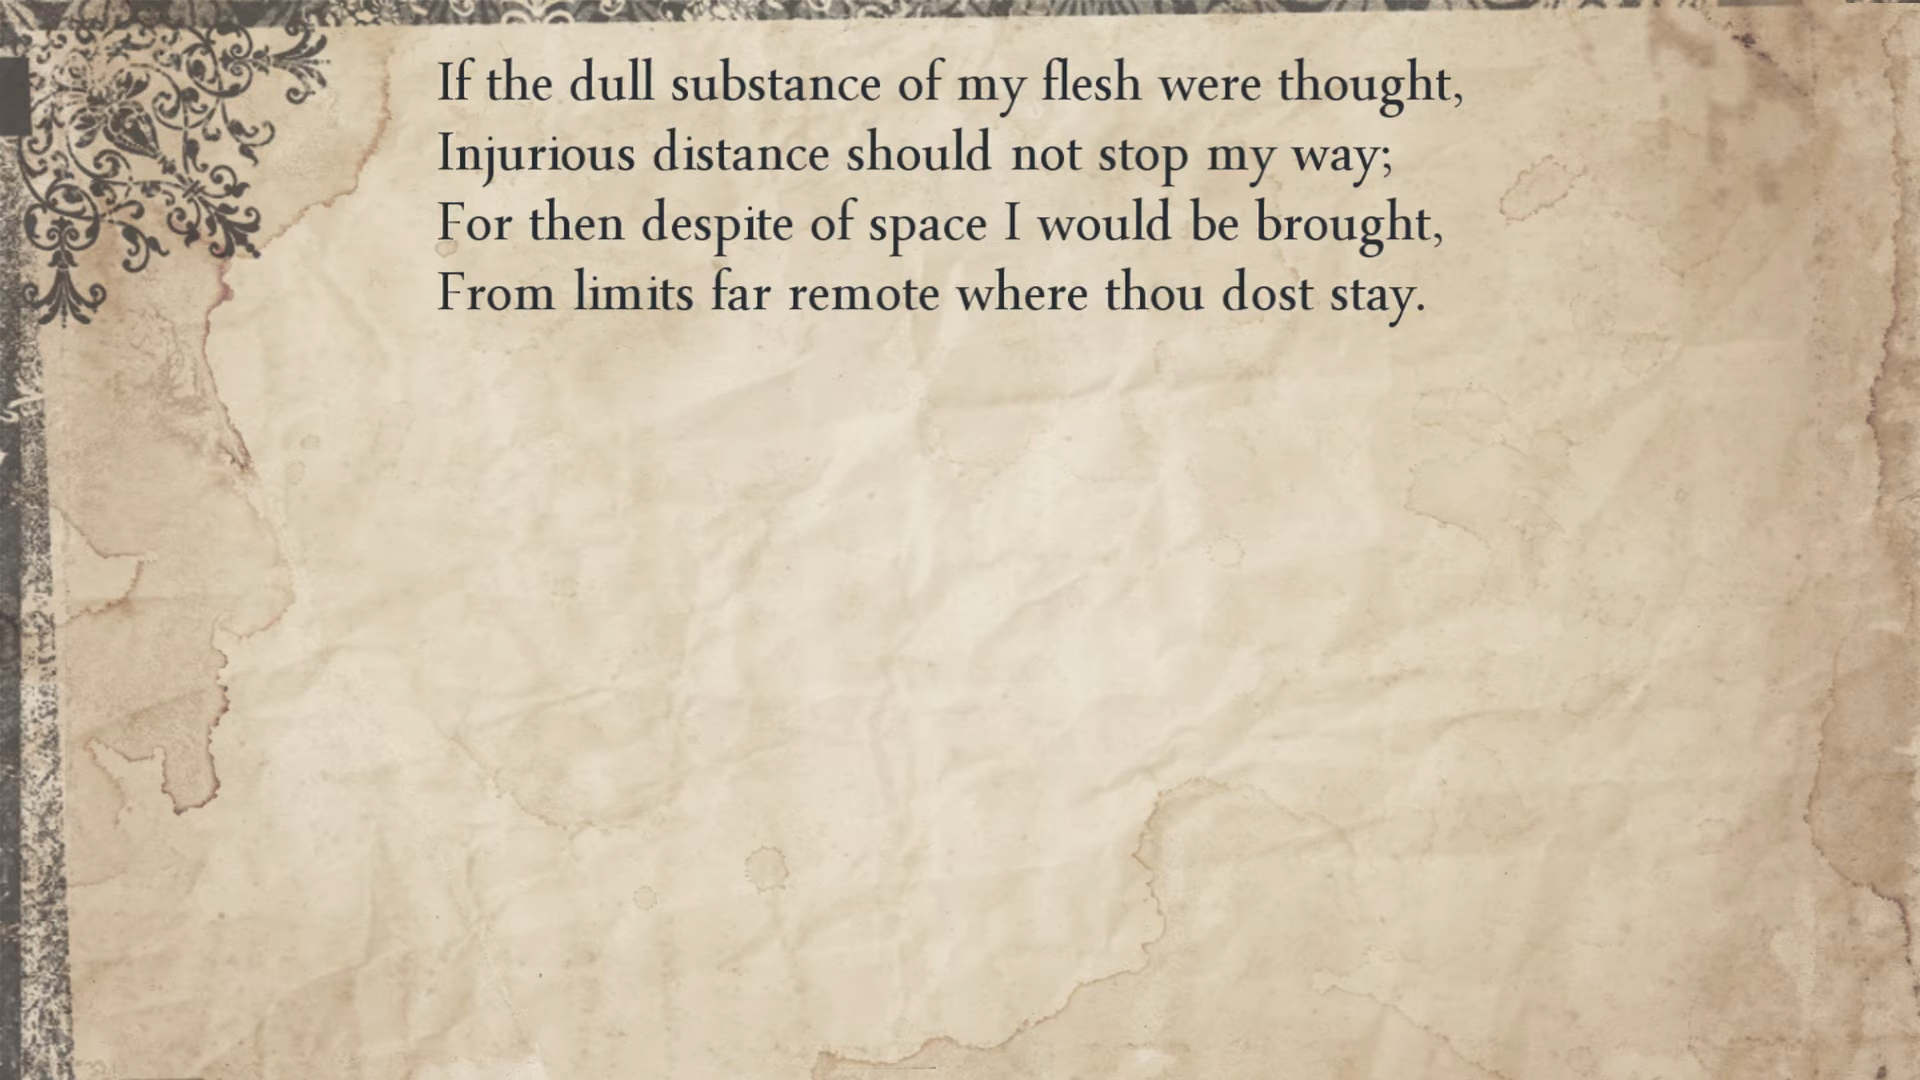 If the dull substance of my flesh were thought,
Injurious distance should not stop my way;
For then despite of space I would be brought,
From limits far remote where thou dost stay.